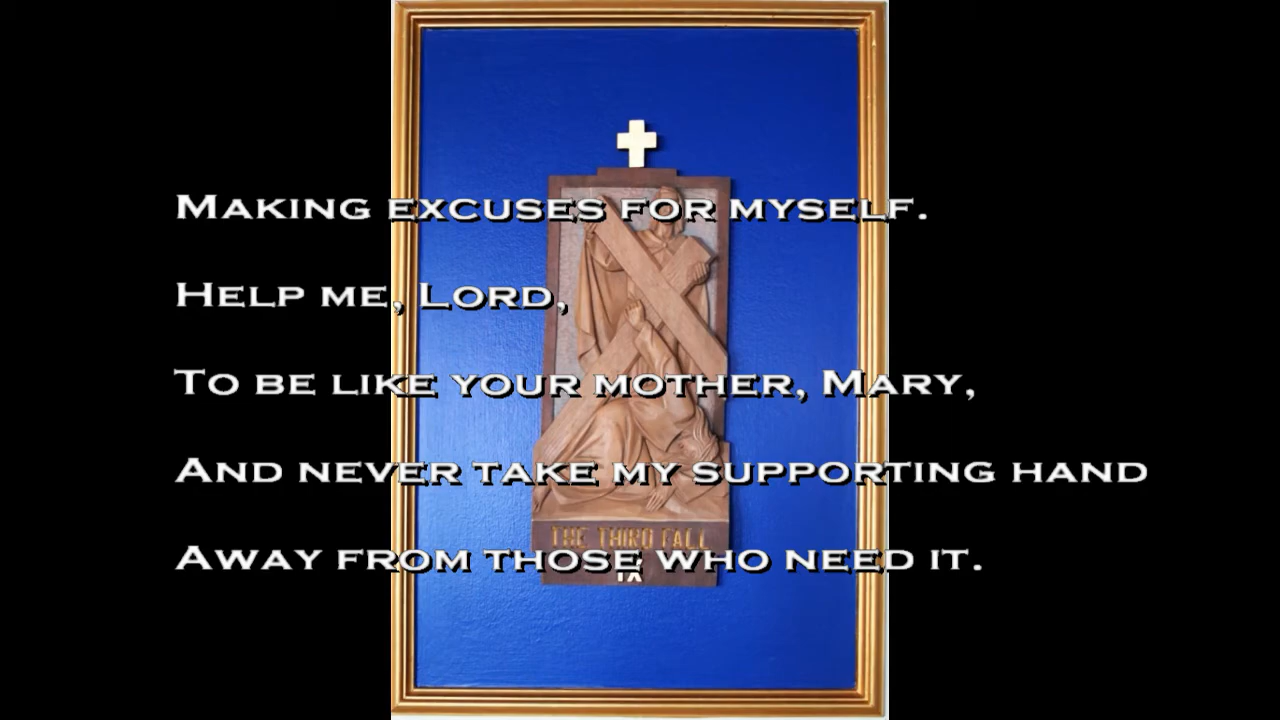 Making excuses for myself.
Help me, Lord,
To be like your mother, Mary,
And never take my supporting hand
Away from those who need it.
THE THIRD FALL
IX